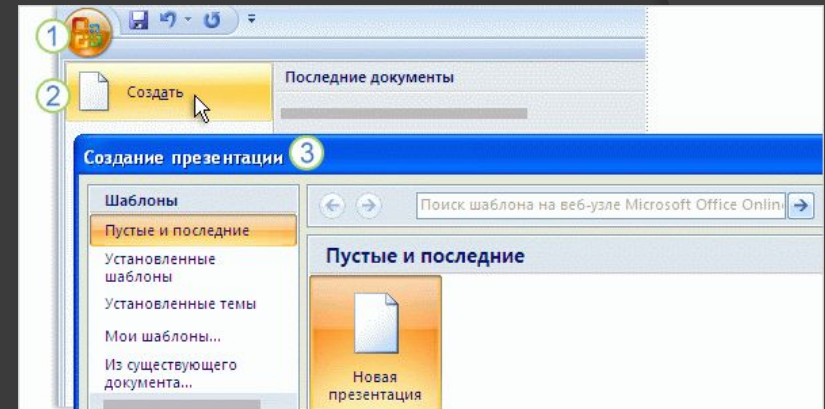 1
2
Создать
Последние документы
Создание презентации 3
Шаблоны
Пустые и последние
Установленные
шаблоны
Установленные темы
Мои шаблоны...
Из существующего
документа...
Поиск шаблона на веб-узле Microsoft Office Onlin
Пустые и последние
Новая
презентация